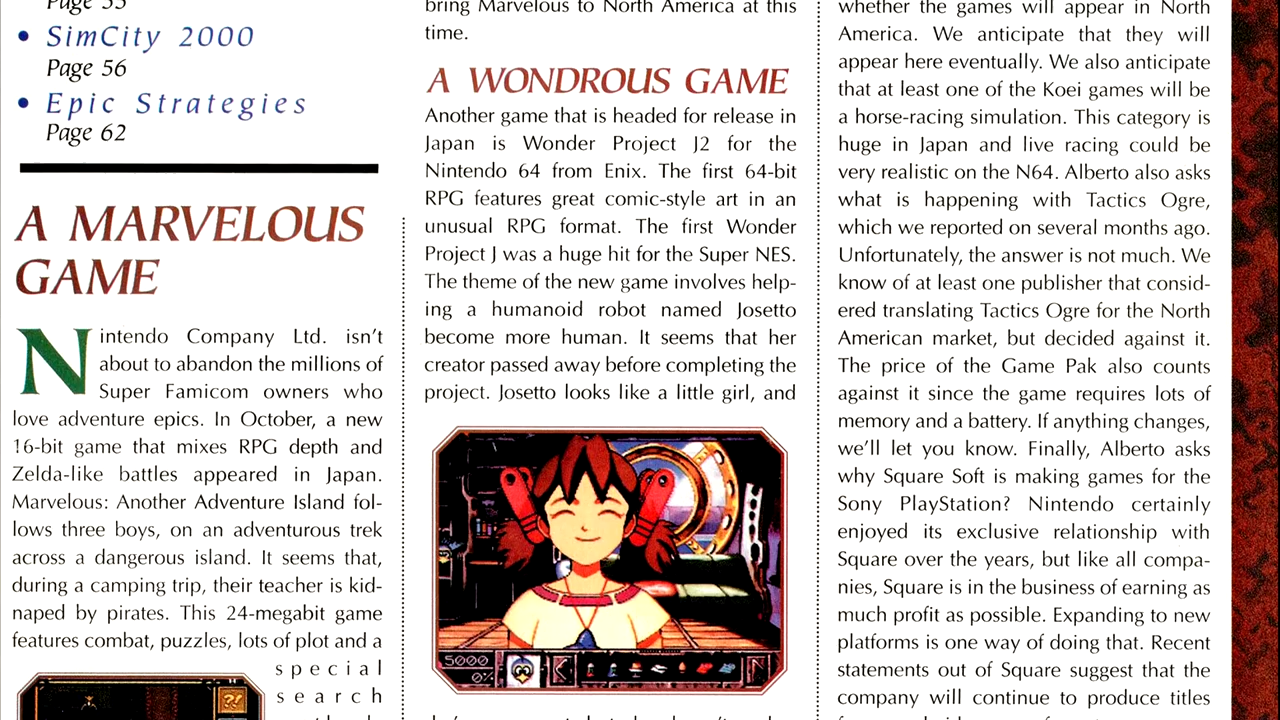 Page 55
• SimCity 2000
Page 56
• Epic Strategies
Page 62
A MARVELOUS
GAME
Nintendo Company Ltd. isn't
about to abandon the millions of
Super Famicom owners who
love adventure epics. In October, a new
16-bit game that mixes RPG depth and
Zelda-like battles appeared in Japan.
Marvelous: Another Adventure Island fol-
lows three boys, on an adventurous trek
across a dangerous island. It seems that,
during a camping trip, their teacher is kid-
naped by pirates. This 24-megabit game
features combat, puzzles, lots of plot and a
special
search
bring Marvelous to North America at this
time.
A WONDROUS GAME
Another game that is headed for release in
Japan is Wonder Project J2 for the
Nintendo 64 from Enix. The first 64-bit
RPG features great comic-style art in an
unusual RPG format. The first Wonder
Project J was a huge hit for the Super NES.
The theme of the new game involves help-
ing a humanoid robot named Josetto
become more human. It seems that her
creator passed away before completing the
project. Josetto looks like a little girl, and
5000
0%
whether the games will appear in North
America. We anticipate that they will
appear here eventually. We also anticipate
that at least one of the Koei games will be
a horse-racing simulation. This category is
huge in Japan and live racing could be
very realistic on the N64. Alberto also asks
what is happening with Tactics Ogre,
which we reported on several months ago.
Unfortunately, the answer is not much. We
know of at least one publisher that consid-
ered translating Tactics Ogre for the North
American market, but decided against it.
The price of the Game Pak also counts
against it since the game requires lots of
memory and a battery. If anything changes,
we'll let you know. Finally, Alberto asks
why Square Soft is making games for the
Sony PlayStation? Nintendo certainly
enjoyed its exclusive relationship with
Square over the years, but like all compa-
nies, Square is in the business of earning as
much profit as possible. Expanding to new
platforms is one way of doing that. Recent
statements out of Square suggest that the
company will continue to produce titles